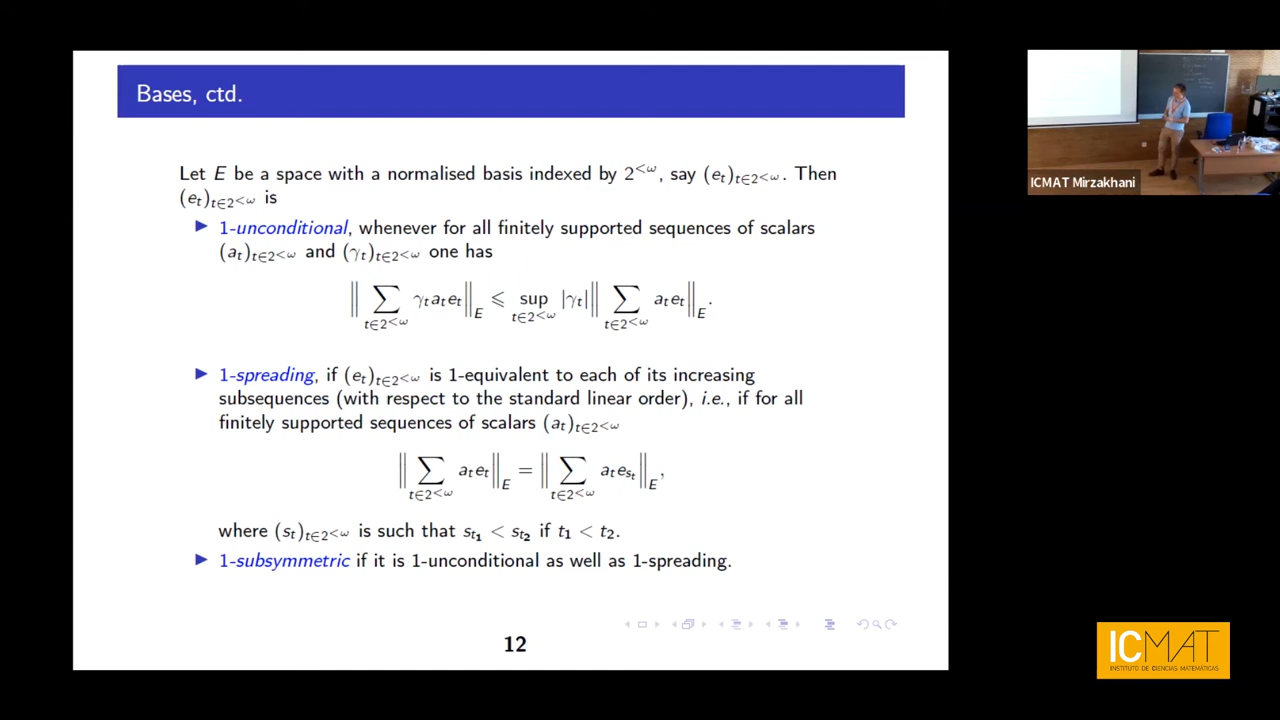 Bases, ctd.
Let E be a space with a normalised basis indexed by 2^{<ω}, say (e_t)_{t∈2^{<ω}}. Then
(e_t)_{t∈2^{<ω}} is
▶ 1-unconditional, whenever for all finitely supported sequences of scalars
(a_t)_{t∈2^{<ω}} and (γ_t)_{t∈2^{<ω}} one has
‖∑_{t∈2^{<ω}} γ_t a_t e_t‖_E ⩽ sup_{t∈2^{<ω}} |γ_t| ‖∑_{t∈2^{<ω}} a_t e_t‖_E.
▶ 1-spreading, if (e_t)_{t∈2^{<ω}} is 1-equivalent to each of its increasing
subsequences (with respect to the standard linear order), i.e., if for all
finitely supported sequences of scalars (a_t)_{t∈2^{<ω}}
‖∑_{t∈2^{<ω}} a_t e_t‖_E = ‖∑_{t∈2^{<ω}} a_t e_{s_t}‖_E,
where (s_t)_{t∈2^{<ω}} is such that s_{t_1} < s_{t_2} if t_1 < t_2.
▶ 1-subsymmetric if it is 1-unconditional as well as 1-spreading.
12
ICMAT Mirzakhani
ICMAT
INSTITUTO DE CIENCIAS MATEMÁTICAS